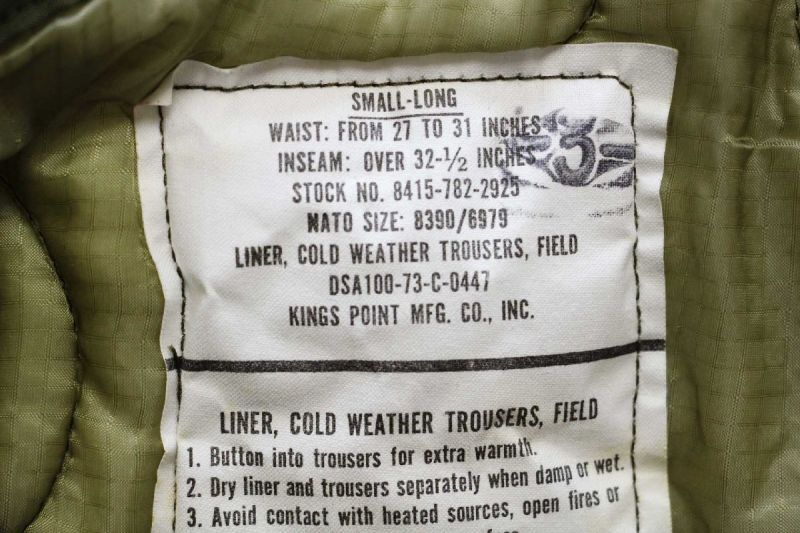 SMALL-LONG
WAIST: FROM 27 TO 31 INCHES
INSEAM: OVER 32-½ INCHES
3
STOCK NO. 8415-782-2925
NATO SIZE: 8390/6979
LINER, COLD WEATHER TROUSERS, FIELD
DSA100-73-C-0447
KINGS POINT MFG. CO., INC.
LINER, COLD WEATHER TROUSERS, FIELD
1. Button into trousers for extra warmth.
2. Dry liner and trousers separately when damp or wet.
3. Avoid contact with heated sources, open fires or